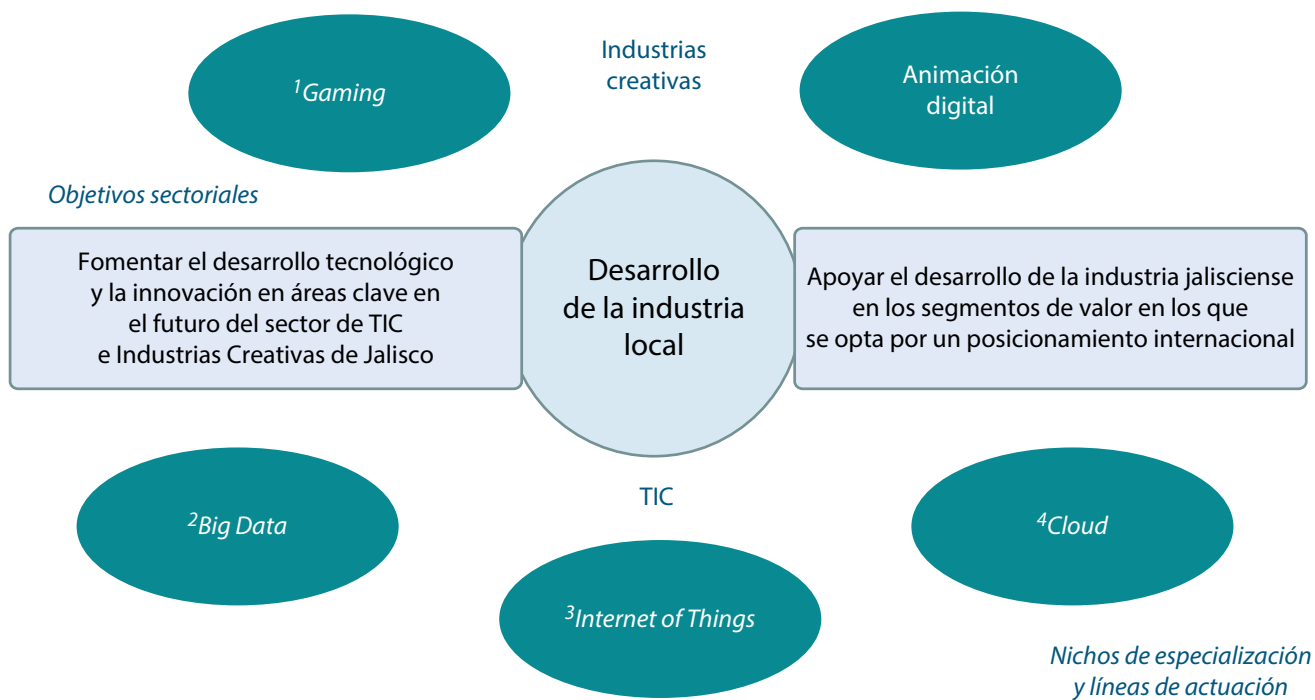 Industrias
creativas
¹Gaming
Animación
digital
Objetivos sectoriales
Fomentar el desarrollo tecnológico
y la innovación en áreas clave en
el futuro del sector de TIC
e Industrias Creativas de Jalisco
Desarrollo
de la industria
local
Apoyar el desarrollo de la industria jalisciense
en los segmentos de valor en los que
se opta por un posicionamiento internacional
TIC
²Big Data
⁴Cloud
³Internet of Things
Nichos de especialización
y líneas de actuación